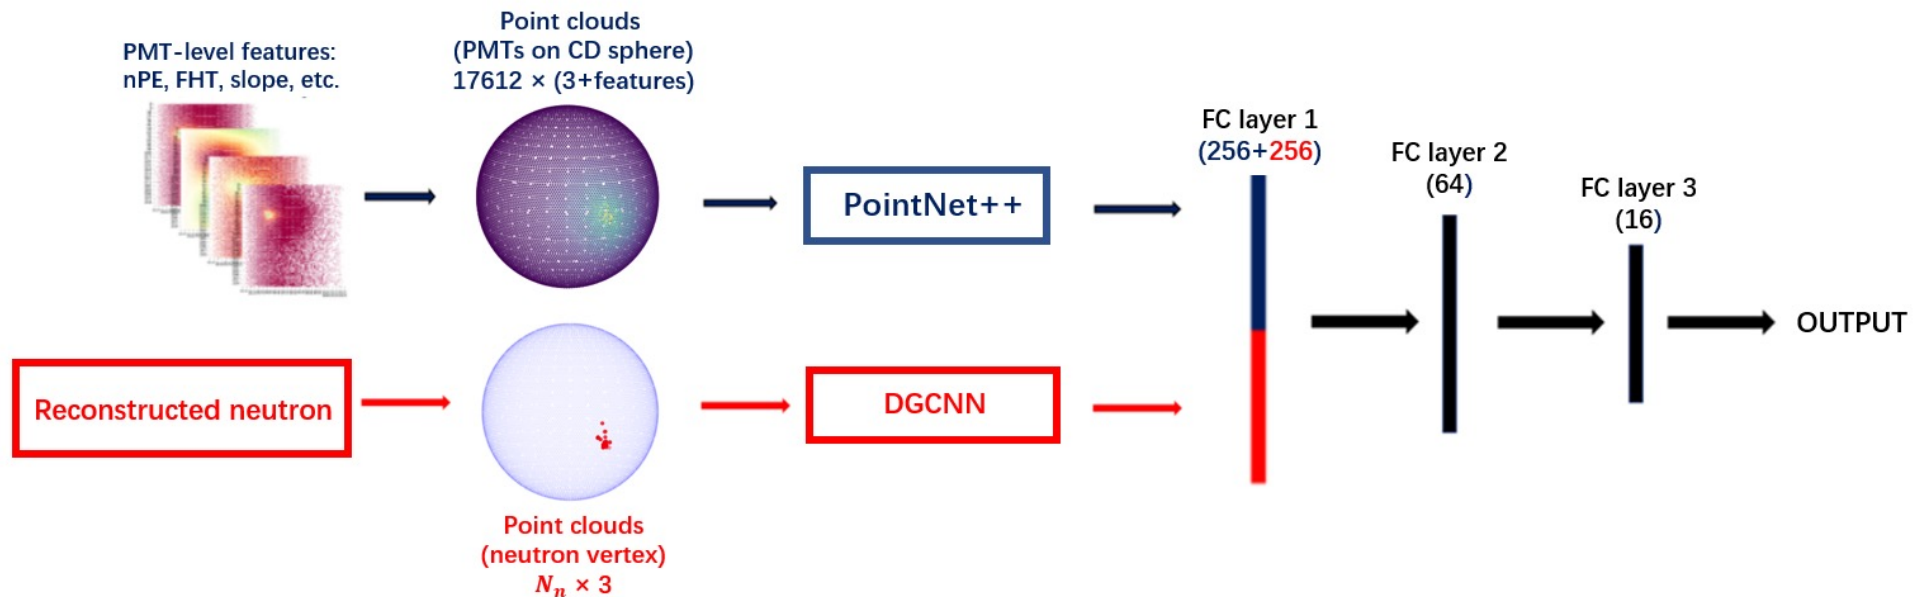 PMT-level features:
nPE, FHT, slope, etc.
Point clouds
(PMTs on CD sphere)
17612 × (3+features)
PointNet++
FC layer 1
(256+256)
FC layer 2
(64)
FC layer 3
(16)
OUTPUT
Reconstructed neutron
DGCNN
Point clouds
(neutron vertex)
Nₙ × 3